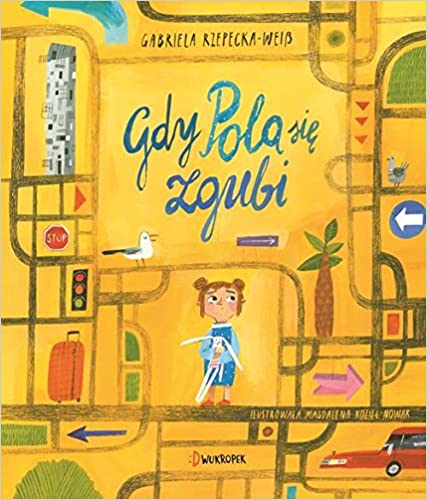 GABRIELA RZEPECKA-WEIß
Gdy Pola się
zgubi
STOP
ILUSTROWAŁA MAGDALENA KOZIEŁ-NOWAK
DWUKROPEK